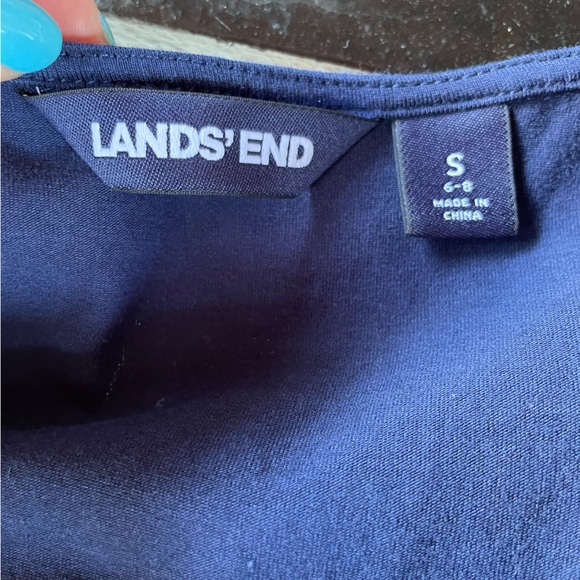 LANDS' END
S
6-8
MADE IN
CHINA